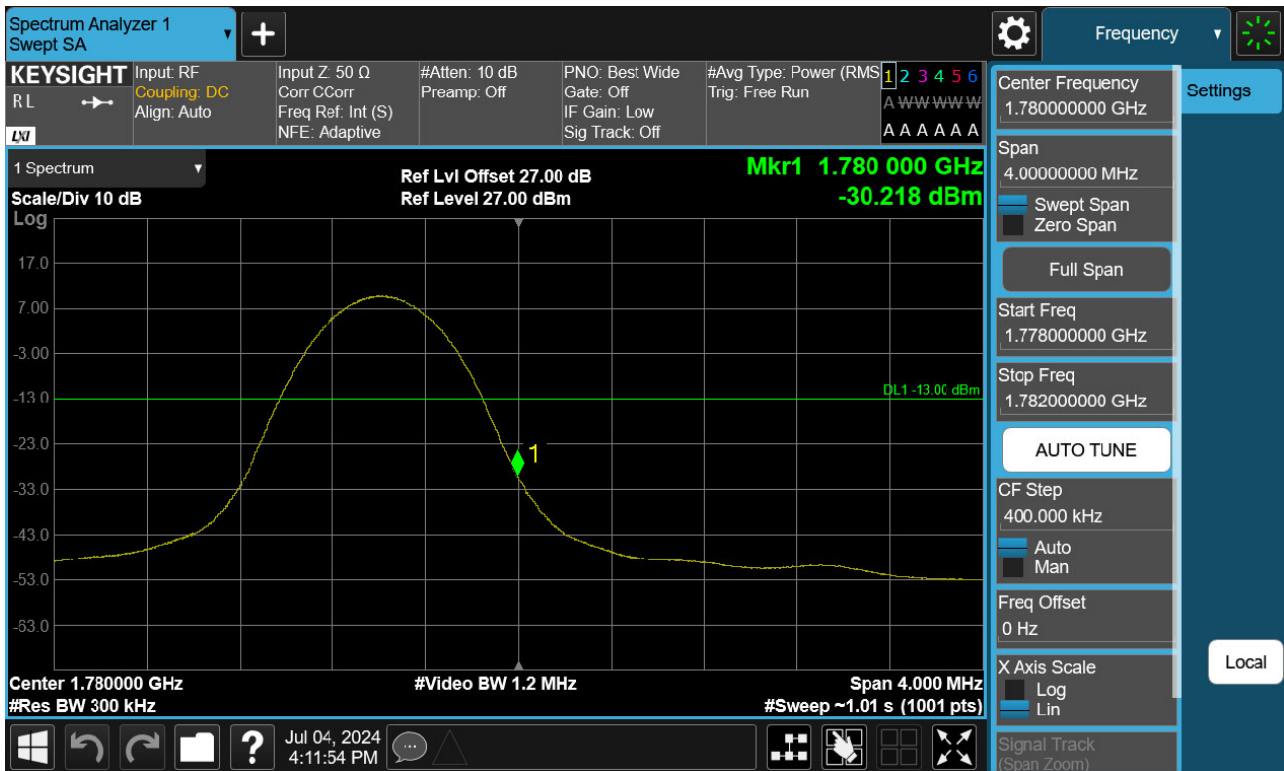 Spectrum Analyzer 1
Swept SA
+
Frequency
KEYSIGHT
R L
LXI
Input: RF
Coupling: DC
Align: Auto
Input Z: 50 Ω
Corr CCorr
Freq Ref: Int (S)
NFE: Adaptive
#Atten: 10 dB
Preamp: Off
PNO: Best Wide
Gate: Off
IF Gain: Low
Sig Track: Off
#Avg Type: Power (RMS
Trig: Free Run
1 2 3 4 5 6
A W W W W W
A A A A A A
1 Spectrum
Scale/Div 10 dB
Log
Ref Lvl Offset 27.00 dB
Ref Level 27.00 dBm
Mkr1 1.780 000 GHz
-30.218 dBm
17.0
7.00
-3.00
-13.0
-23.0
-33.0
-43.0
-53.0
-63.0
DL1 -13.00 dBm
1
Center 1.780000 GHz
#Res BW 300 kHz
#Video BW 1.2 MHz
Span 4.000 MHz
#Sweep ~1.01 s (1001 pts)
Center Frequency
1.780000000 GHz
Span
4.00000000 MHz
Swept Span
Zero Span
Full Span
Start Freq
1.778000000 GHz
Stop Freq
1.782000000 GHz
AUTO TUNE
CF Step
400.000 kHz
Auto
Man
Freq Offset
0 Hz
X Axis Scale
Log
Lin
Signal Track
(Span Zoom)
Settings
Local
?
Jul 04, 2024
4:11:54 PM